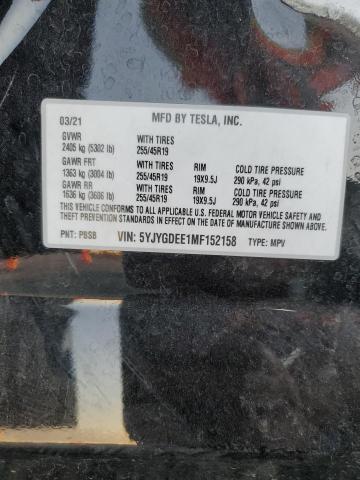 03/21 MFD BY TESLA, INC.
GVWR WITH TIRES
2405 kg (5302 lb) 255/45R19
GAWR FRT WITH TIRES RIM COLD TIRE PRESSURE
1363 kg (3004 lb) 255/45R19 19X9.5J 290 kPa, 42 psi
GAWR RR WITH TIRES RIM COLD TIRE PRESSURE
1636 kg (3606 lb) 255/45R19 19X9.5J 290 kPa, 42 psi
THIS VEHICLE CONFORMS TO ALL APPLICABLE U.S. FEDERAL MOTOR VEHICLE SAFETY AND
THEFT PREVENTION STANDARDS IN EFFECT ON THE DATE OF MANUFACTURE SHOWN
ABOVE.
PNT: PBSB VIN: 5YJYGDEE1MF152158 TYPE: MPV